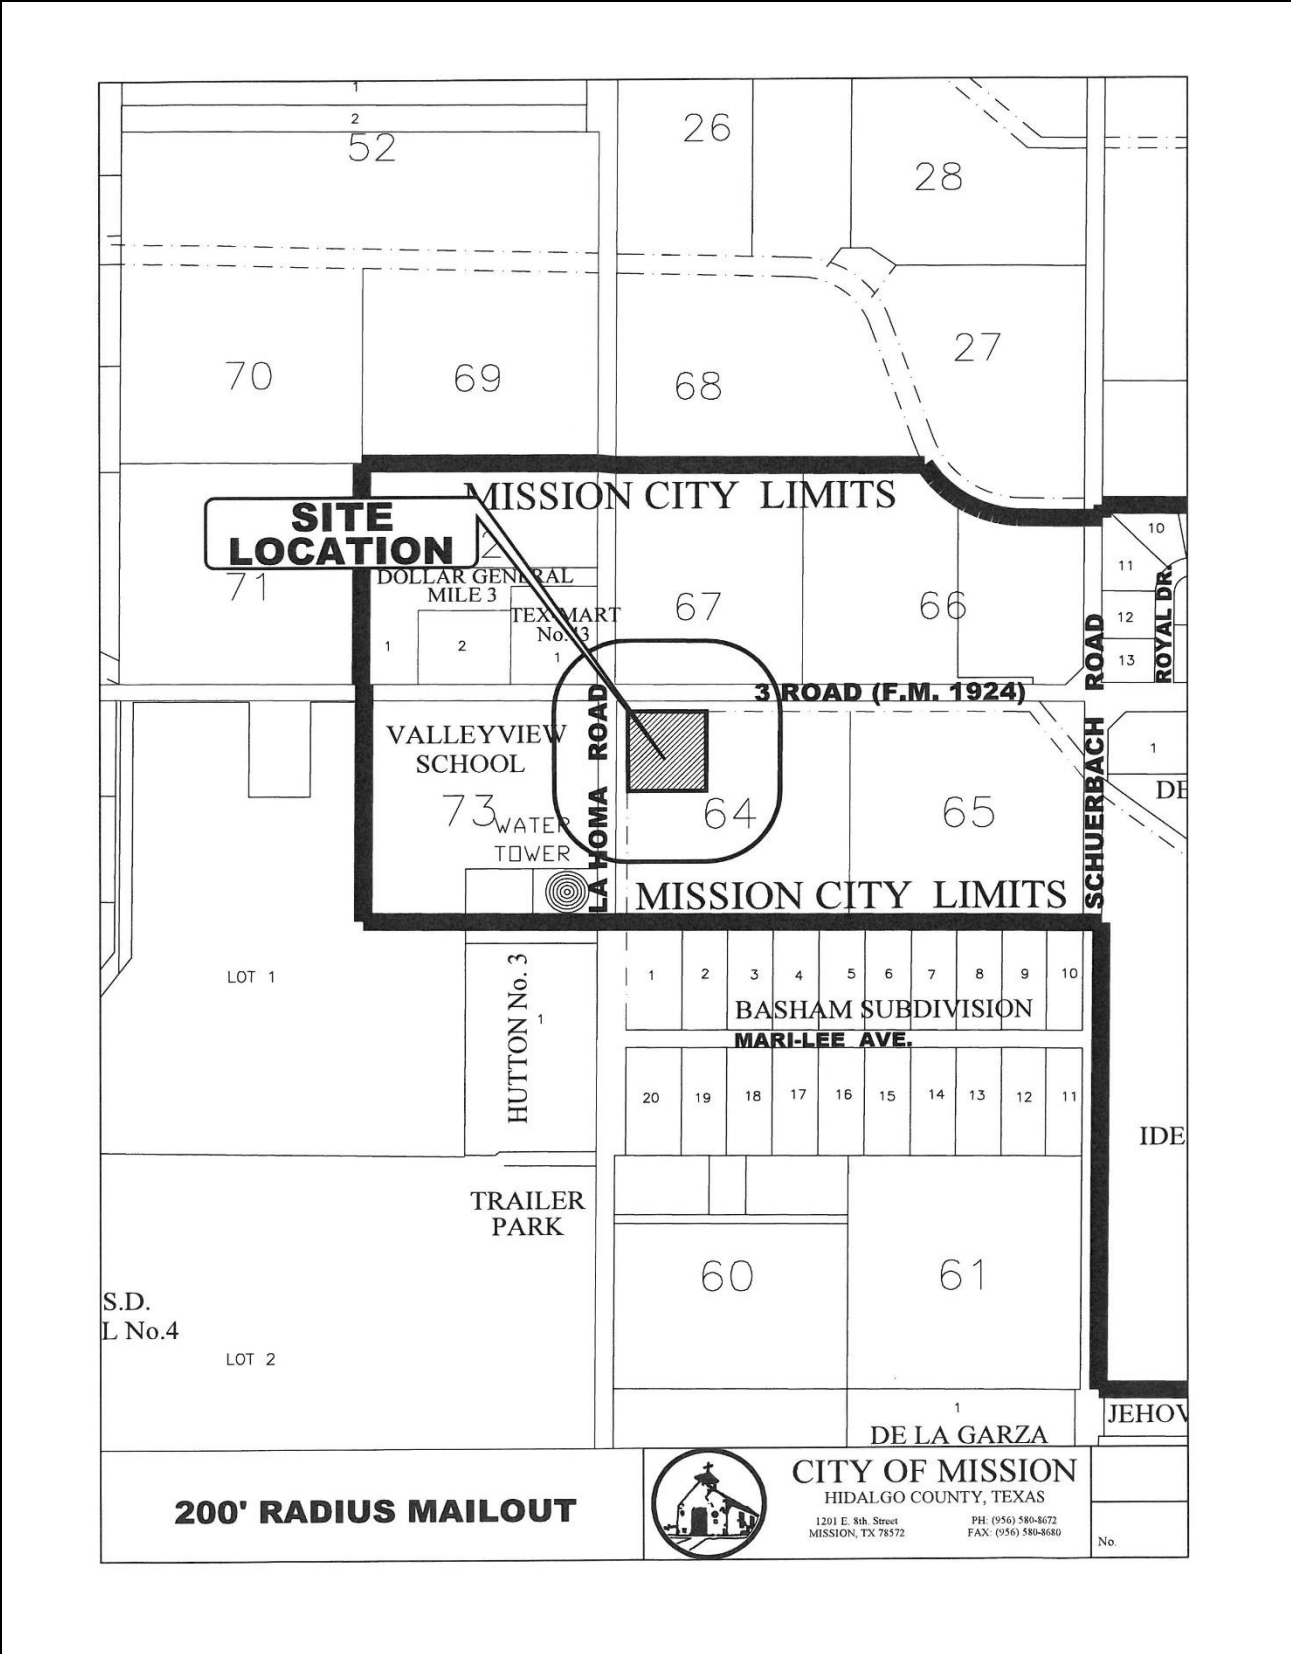 1
2
52
26
28
27
70
69
68
MISSION CITY LIMITS
SITE
LOCATION
2
71
DOLLAR GENERAL
MILE 3
TEX-MART
No. 43
1
2
1
67
66
10
11
12
13
ROYAL DR.
3 ROAD (F.M. 1924)
SCHUERBACH ROAD
LA HOMA ROAD
VALLEYVIEW
SCHOOL
73
WATER
TOWER
64
65
1
DE
MISSION CITY LIMITS
LOT 1
HUTTON No. 3
1
1 2 3 4 5 6 7 8 9 10
BASHAM SUBDIVISION
MARI-LEE AVE.
20 19 18 17 16 15 14 13 12 11
IDE
TRAILER
PARK
60
61
S.D.
L No.4
LOT 2
1
DE LA GARZA
JEHOV
200' RADIUS MAILOUT
CITY OF MISSION
HIDALGO COUNTY, TEXAS
1201 E. 8th. Street
MISSION, TX 78572
PH: (956) 580-8672
FAX: (956) 580-8680
No.